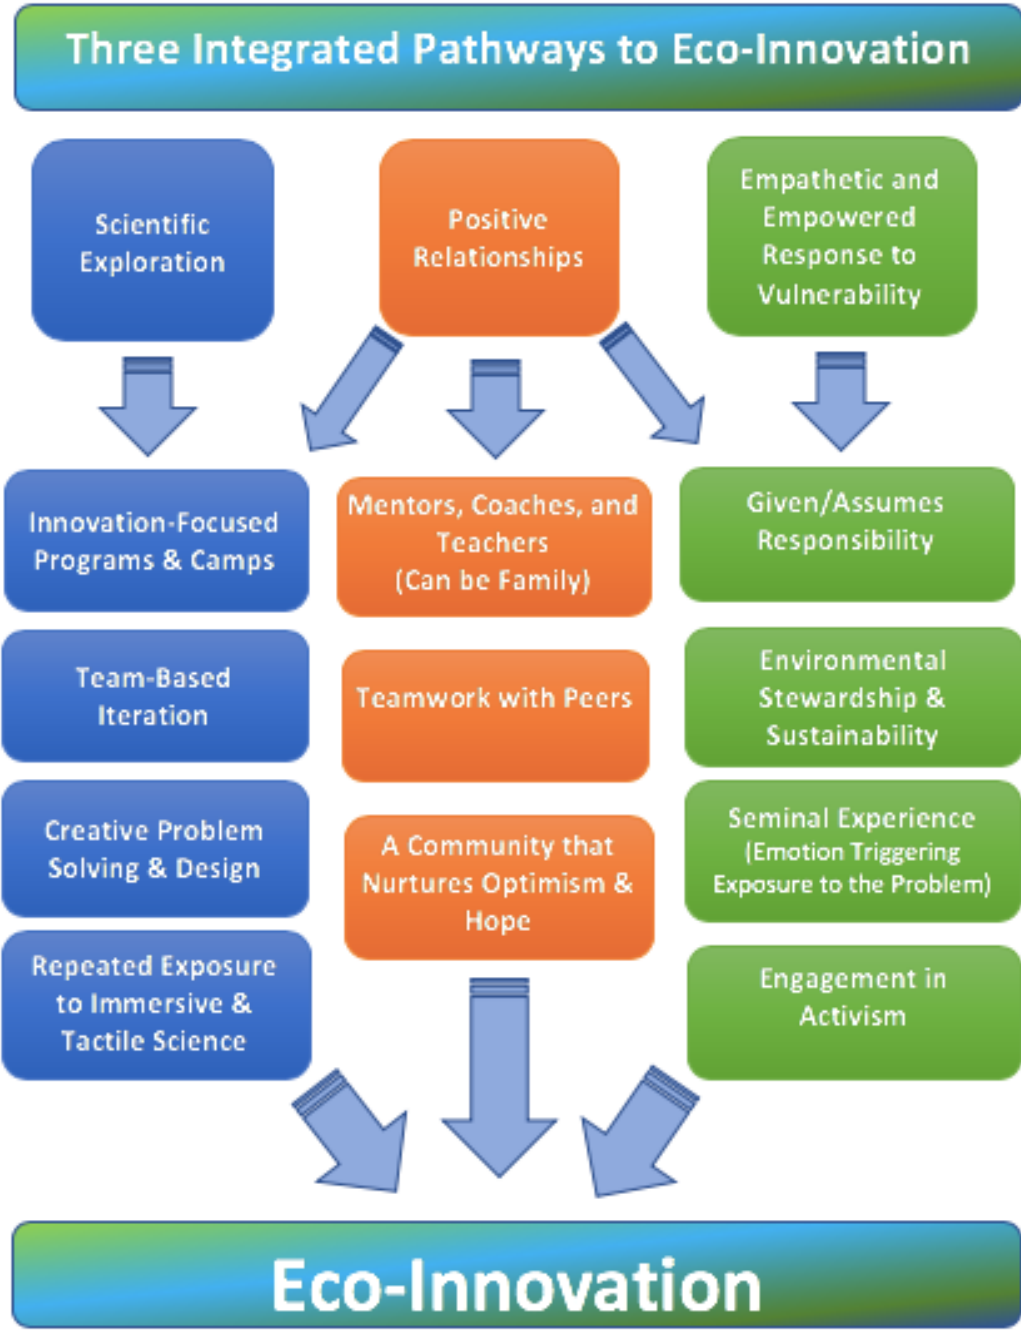 Three Integrated Pathways to Eco-Innovation
Scientific
Exploration
Positive
Relationships
Empathetic and
Empowered
Response to
Vulnerability
Innovation-Focused
Programs & Camps
Mentors, Coaches, and
Teachers
(Can be Family)
Given/Assumes
Responsibility
Team-Based
Iteration
Teamwork with Peers
Environmental
Stewardship &
Sustainability
Creative Problem
Solving & Design
A Community that
Nurtures Optimism &
Hope
Seminal Experience
(Emotion Triggering
Exposure to the Problem)
Repeated Exposure
to Immersive &
Tactile Science
Engagement in
Activism
Eco-Innovation